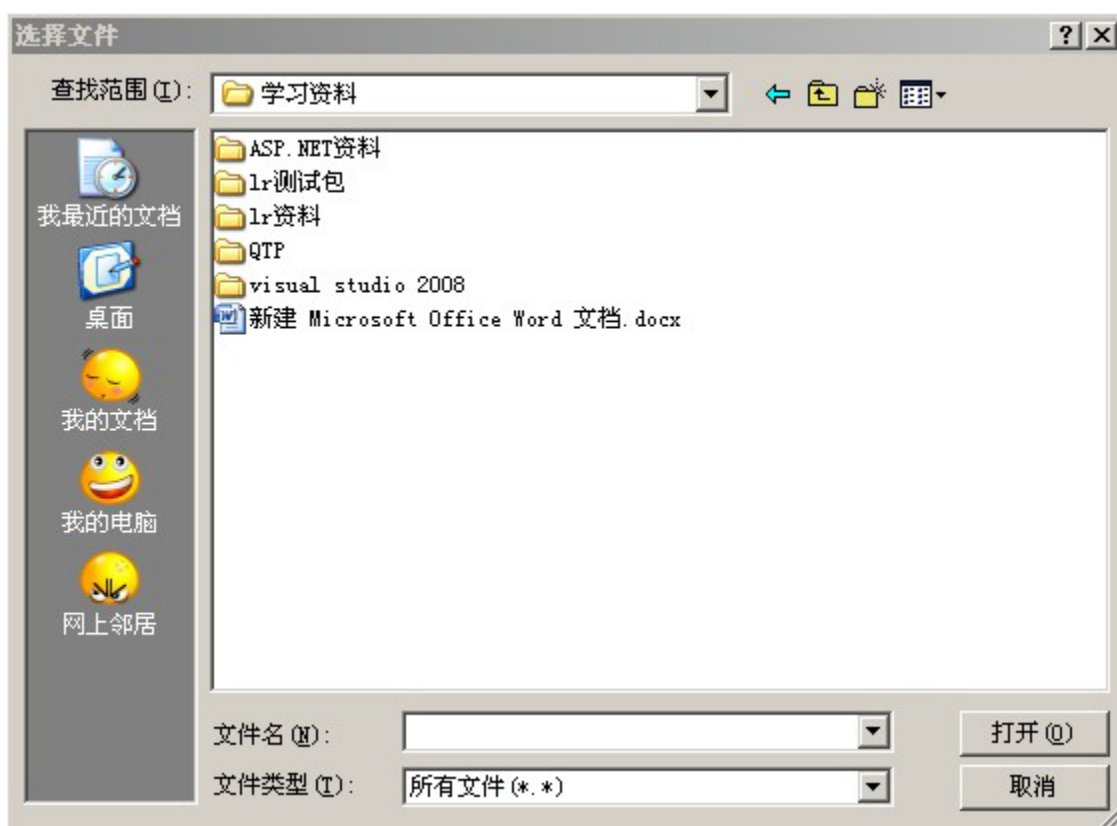 选择文件
查找范围(I): 学习资料
ASP.NET资料
lr测试包
lr资料
QTP
visual studio 2008
新建 Microsoft Office Word 文档.docx
我最近的文档
桌面
我的文档
我的电脑
网上邻居
文件名(N): 打开(O)
文件类型(T): 所有文件(*.*) 取消